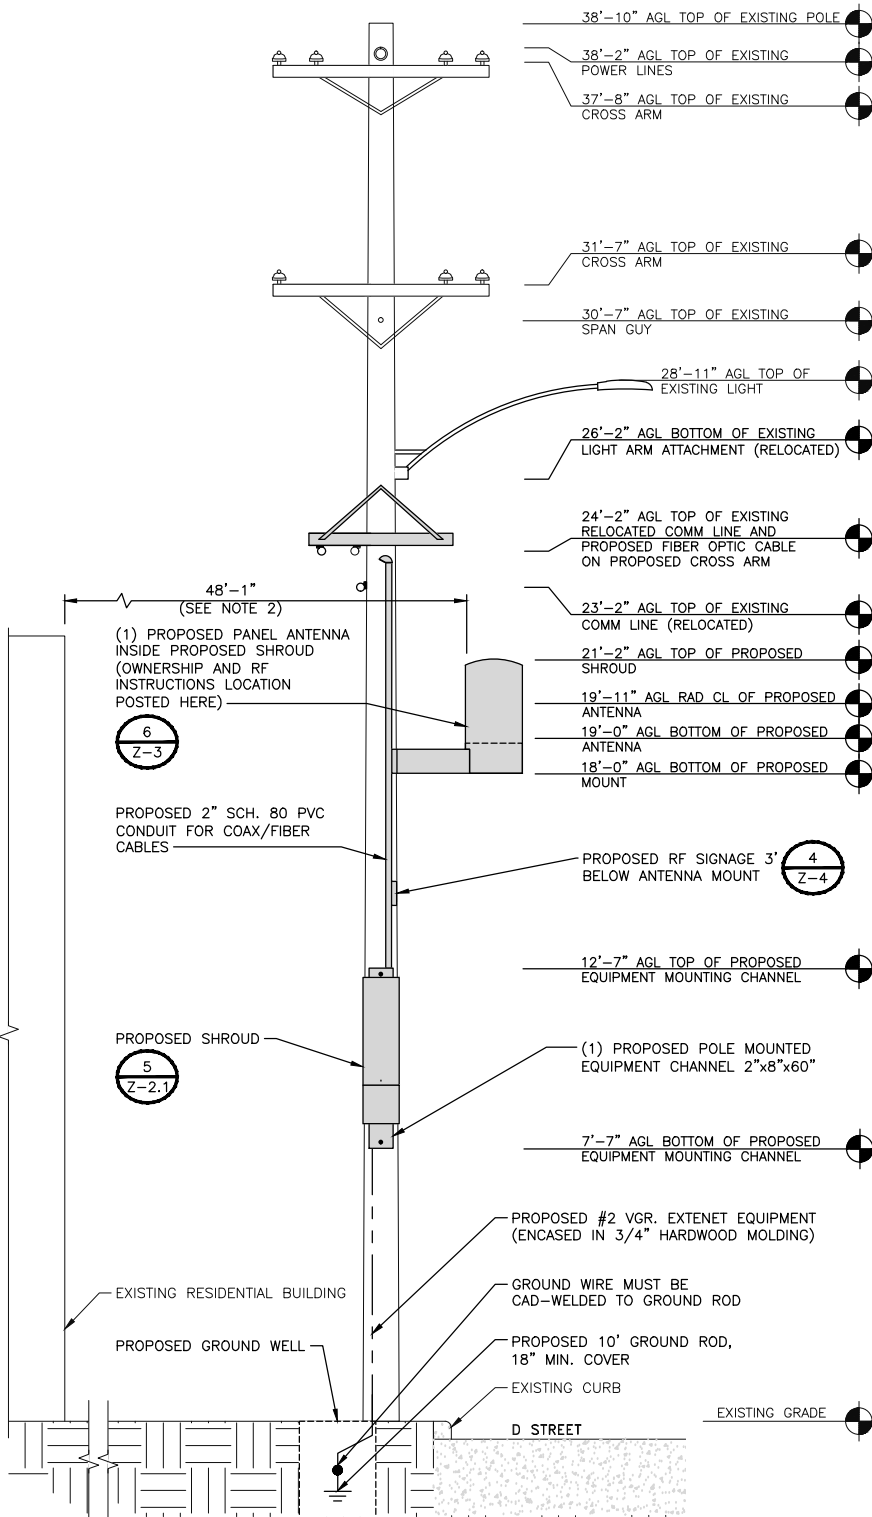 38'-10" AGL TOP OF EXISTING POLE
38'-2" AGL TOP OF EXISTING
POWER LINES
37'-8" AGL TOP OF EXISTING
CROSS ARM
31'-7" AGL TOP OF EXISTING
CROSS ARM
30'-7" AGL TOP OF EXISTING
SPAN GUY
28'-11" AGL TOP OF
EXISTING LIGHT
26'-2" AGL BOTTOM OF EXISTING
LIGHT ARM ATTACHMENT (RELOCATED)
24'-2" AGL TOP OF EXISTING
RELOCATED COMM LINE AND
PROPOSED FIBER OPTIC CABLE
ON PROPOSED CROSS ARM
48'-1"
(SEE NOTE 2)
23'-2" AGL TOP OF EXISTING
COMM LINE (RELOCATED)
(1) PROPOSED PANEL ANTENNA
INSIDE PROPOSED SHROUD
(OWNERSHIP AND RF
INSTRUCTIONS LOCATION
POSTED HERE)
6
Z-3
21'-2" AGL TOP OF PROPOSED
SHROUD
19'-11" AGL RAD CL OF PROPOSED
ANTENNA
19'-0" AGL BOTTOM OF PROPOSED
ANTENNA
18'-0" AGL BOTTOM OF PROPOSED
MOUNT
PROPOSED 2" SCH. 80 PVC
CONDUIT FOR COAX/FIBER
CABLES
PROPOSED RF SIGNAGE 3'
BELOW ANTENNA MOUNT
4
Z-4
12'-7" AGL TOP OF PROPOSED
EQUIPMENT MOUNTING CHANNEL
PROPOSED SHROUD
5
Z-2.1
(1) PROPOSED POLE MOUNTED
EQUIPMENT CHANNEL 2"x8"x60"
7'-7" AGL BOTTOM OF PROPOSED
EQUIPMENT MOUNTING CHANNEL
PROPOSED #2 VGR. EXTENET EQUIPMENT
(ENCASED IN 3/4" HARDWOOD MOLDING)
EXISTING RESIDENTIAL BUILDING
GROUND WIRE MUST BE
CAD-WELDED TO GROUND ROD
PROPOSED GROUND WELL
PROPOSED 10' GROUND ROD,
18" MIN. COVER
EXISTING CURB
D STREET
EXISTING GRADE